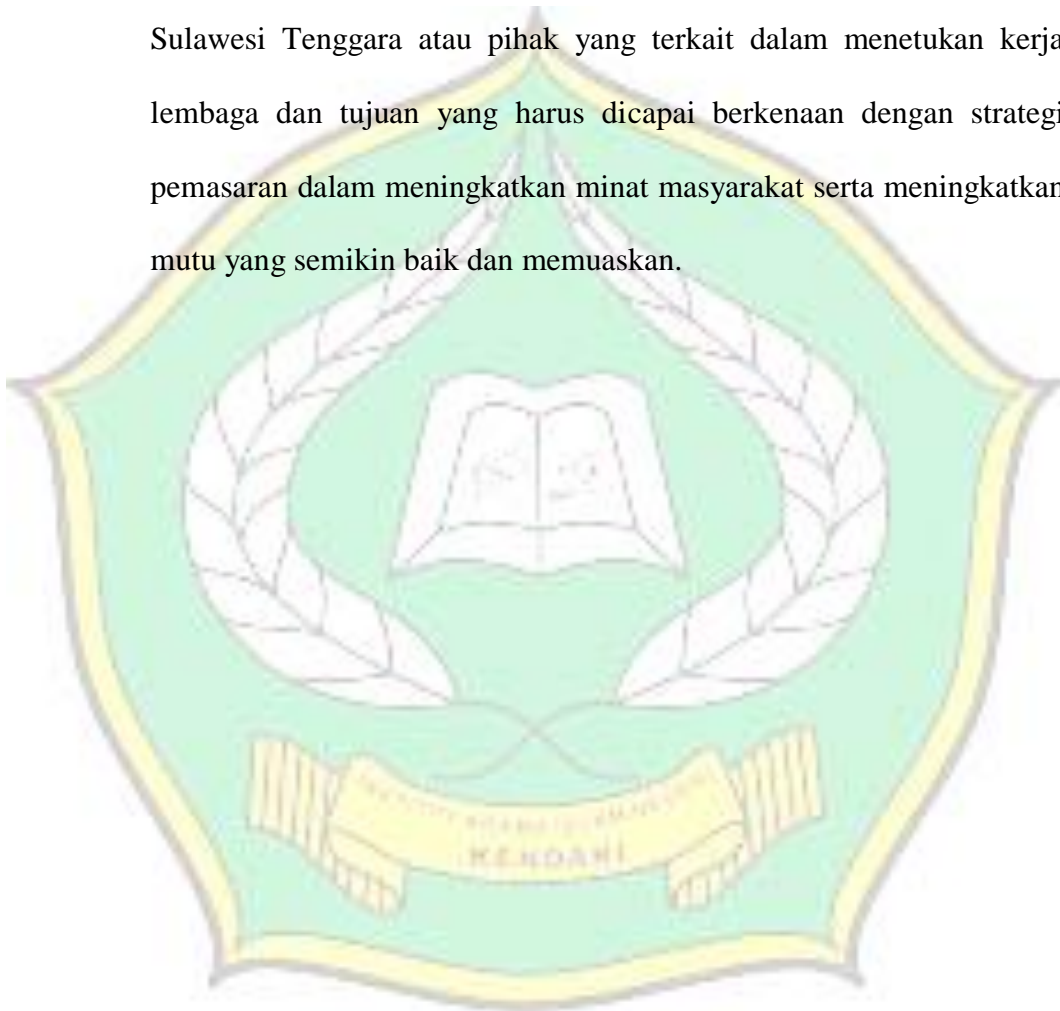 Sulawesi Tenggara atau pihak yang terkait dalam menetukan kerja
lembaga dan tujuan yang harus dicapai berkenaan dengan strategi
pemasaran dalam meningkatkan minat masyarakat serta meningkatkan
mutu yang semikin baik dan memuaskan.
KENDARI